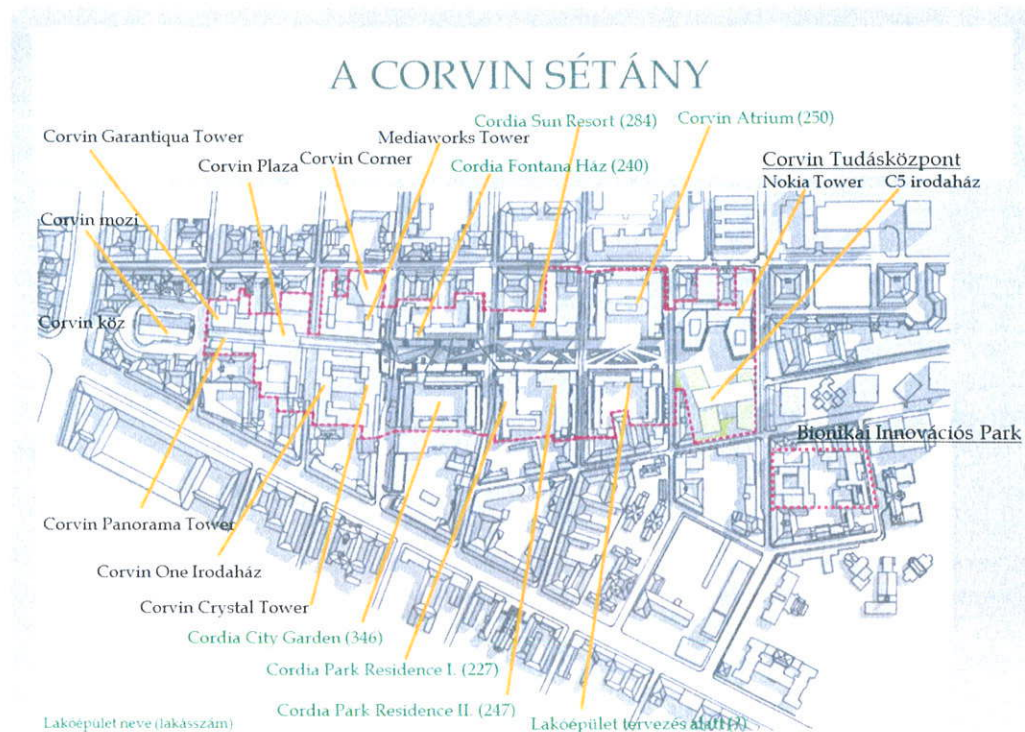 A CORVIN SÉTÁNY
Cordia Sun Resort (284)
Corvin Atrium (250)
Corvin Garantiqua Tower
Mediaworks Tower
Corvin Plaza
Corvin Corner
Cordia Fontana Ház (240)
Corvin Tudásközpont
Nokia Tower
C5 irodaház
Corvin mozi
Corvin köz
Bionikai Innovációs Park
Corvin Panorama Tower
Corvin One Irodaház
Corvin Crystal Tower
Cordia City Garden (346)
Cordia Park Residence I. (227)
Cordia Park Residence II. (247)
Lakóépület tervezés
Lakóépület neve (lakásszám)